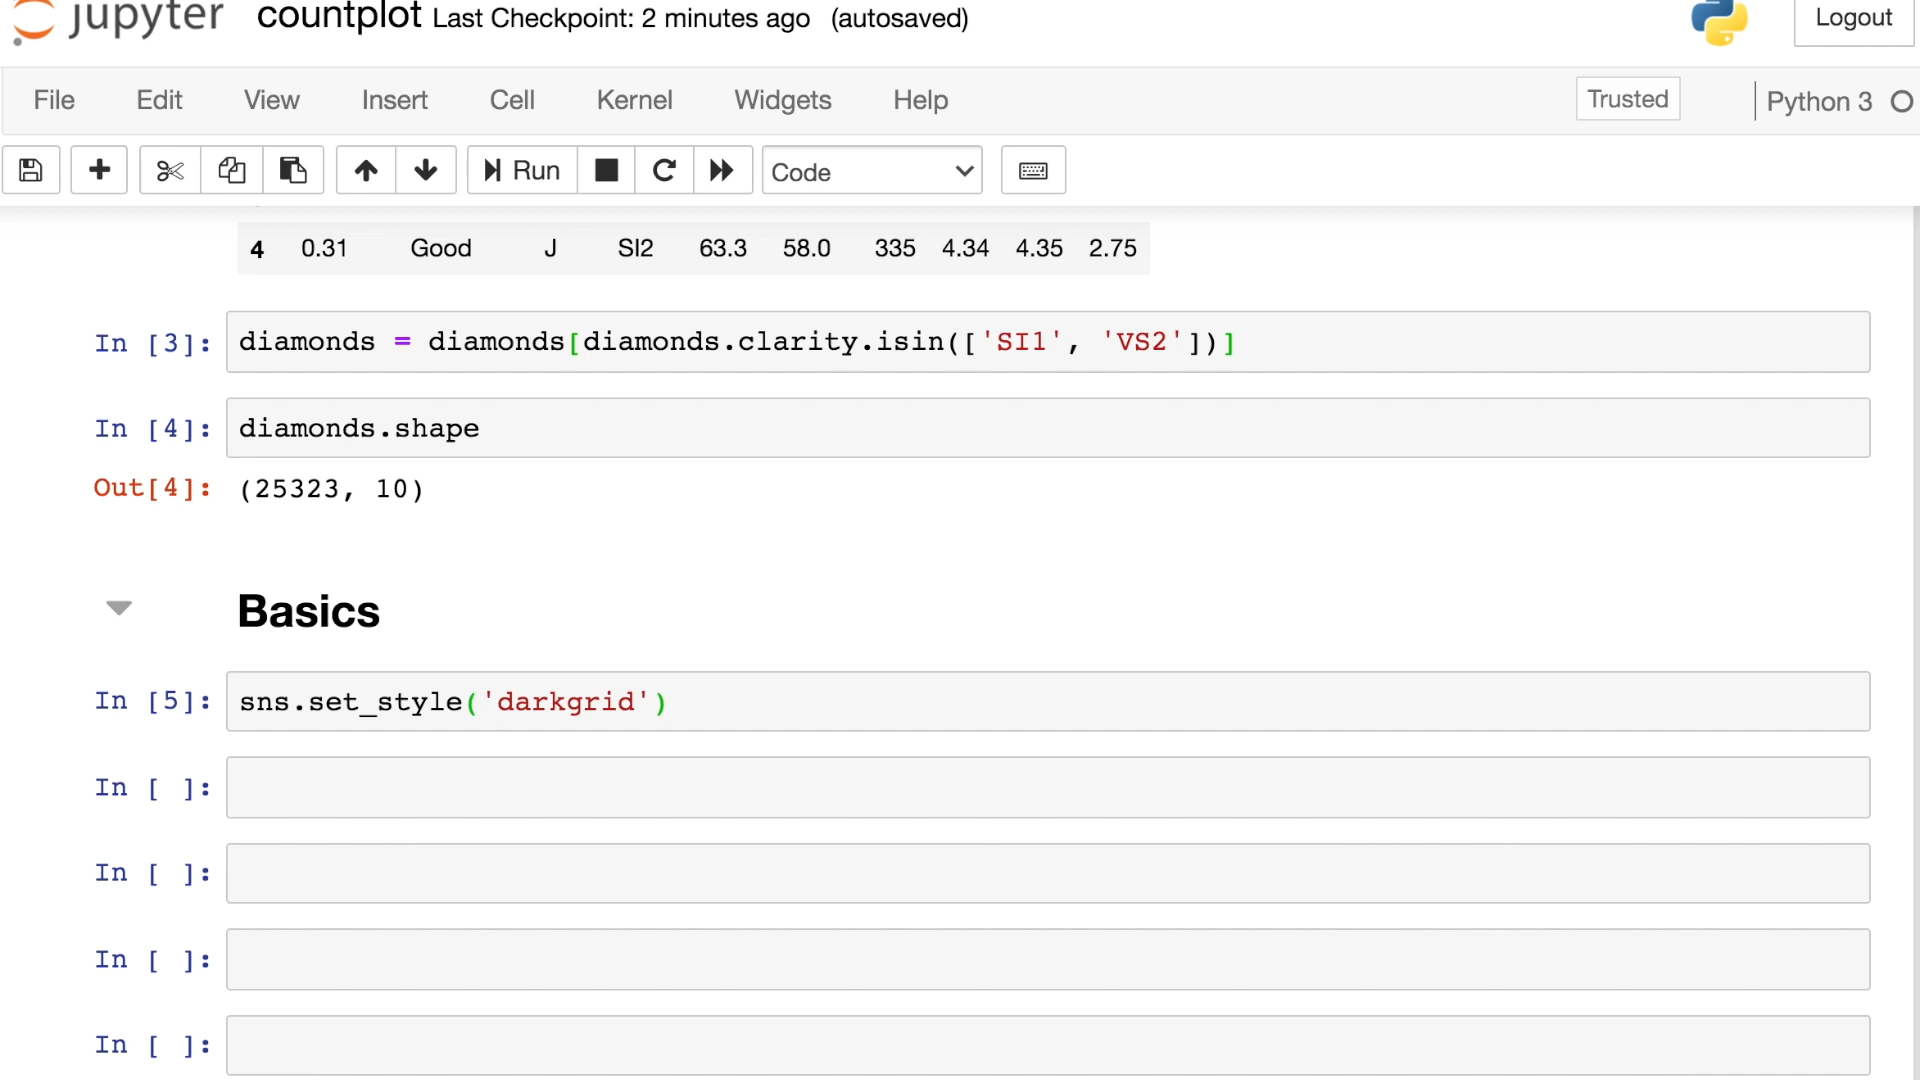 jupyter countplot Last Checkpoint: 2 minutes ago (autosaved) Logout
File Edit View Insert Cell Kernel Widgets Help Trusted Python 3
Run Code
4 0.31 Good J SI2 63.3 58.0 335 4.34 4.35 2.75
In [3]: diamonds = diamonds[diamonds.clarity.isin(['SI1', 'VS2'])]
In [4]: diamonds.shape
Out[4]: (25323, 10)
Basics
In [5]: sns.set_style('darkgrid')
In [ ]:
In [ ]:
In [ ]:
In [ ]: